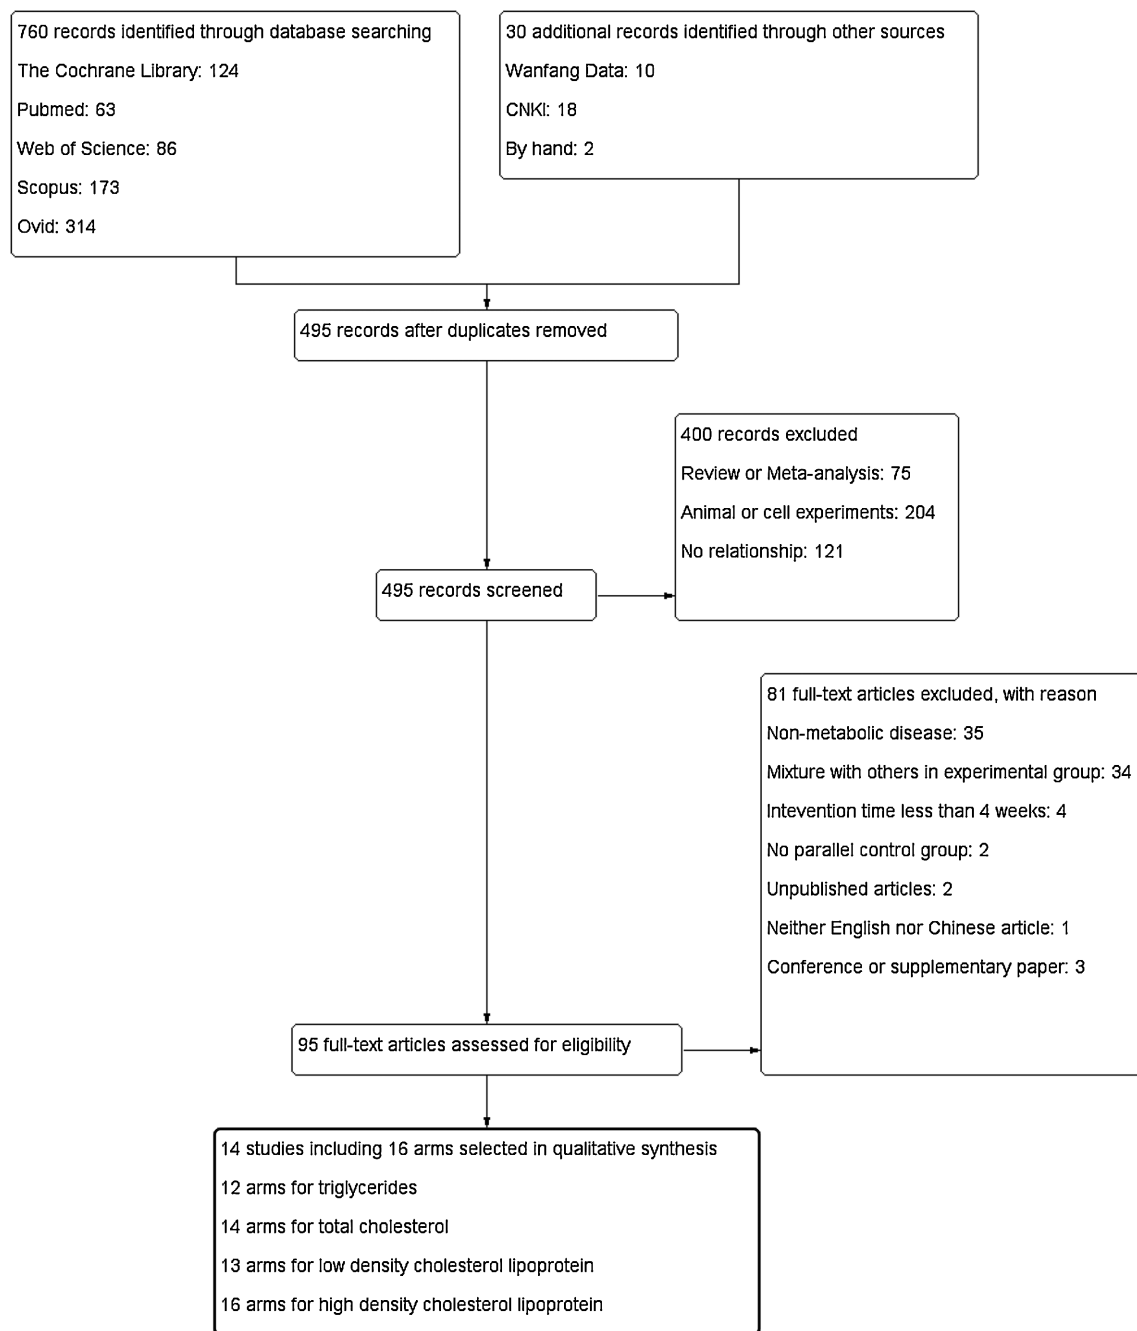 760 records identified through database searching
The Cochrane Library: 124
Pubmed: 63
Web of Science: 86
Scopus: 173
Ovid: 314
30 additional records identified through other sources
Wanfang Data: 10
CNKI: 18
By hand: 2
495 records after duplicates removed
400 records excluded
Review or Meta-analysis: 75
Animal or cell experiments: 204
No relationship: 121
495 records screened
81 full-text articles excluded, with reason
Non-metabolic disease: 35
Mixture with others in experimental group: 34
Intevention time less than 4 weeks: 4
No parallel control group: 2
Unpublished articles: 2
Neither English nor Chinese article: 1
Conference or supplementary paper: 3
95 full-text articles assessed for eligibility
14 studies including 16 arms selected in qualitative synthesis
12 arms for triglycerides
14 arms for total cholesterol
13 arms for low density cholesterol lipoprotein
16 arms for high density cholesterol lipoprotein